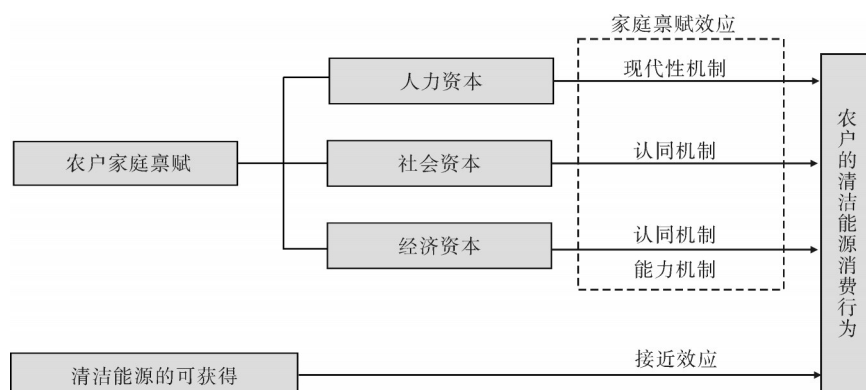 家庭禀赋效应
人力资本
现代性机制
农户家庭禀赋
社会资本
认同机制
经济资本
认同机制
能力机制
农户的清洁能源消费行为
清洁能源的可获得
接近效应